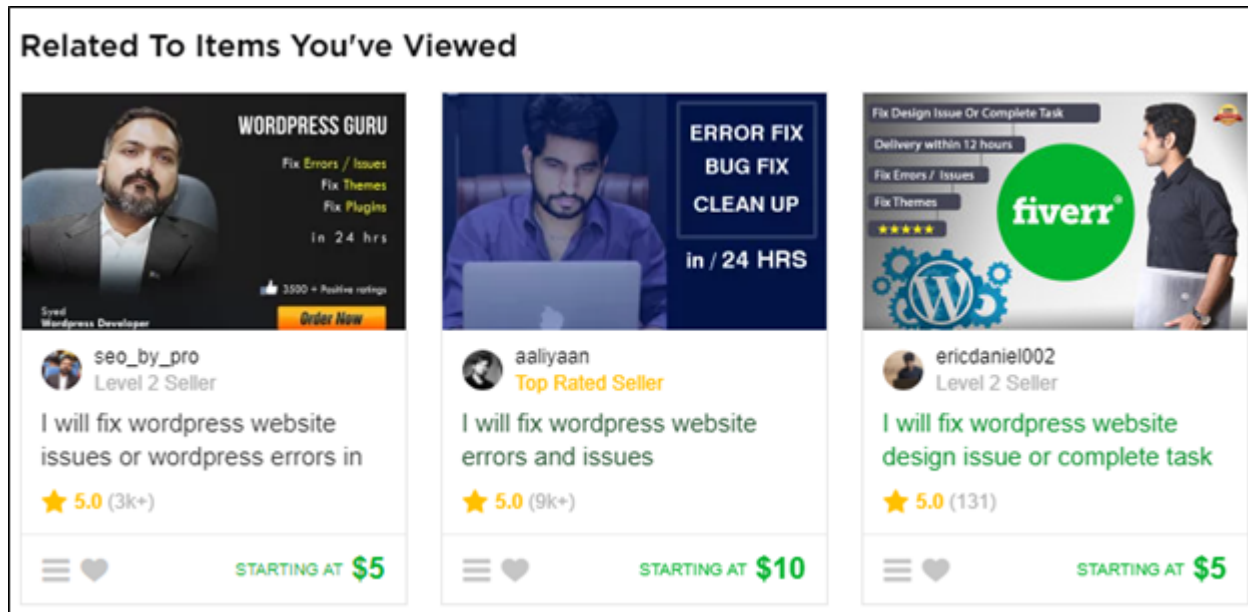 Related To Items You've Viewed
WORDPRESS GURU
Fix Errors / Issues
Fix Themes
Fix Plugins
in 24 hrs
3500 + Positive ratings
Syed
Wordpress Developer
Order Now
seo_by_pro
Level 2 Seller
I will fix wordpress website
issues or wordpress errors in
5.0 (3k+)
STARTING AT $5
ERROR FIX
BUG FIX
CLEAN UP
in / 24 HRS
aaliyaan
Top Rated Seller
I will fix wordpress website
errors and issues
5.0 (9k+)
STARTING AT $10
Fix Design Issue Or Complete Task
Delivery within 12 hours
Fix Errors / Issues
Fix Themes
fiverr®
ericdaniel002
Level 2 Seller
I will fix wordpress website
design issue or complete task
5.0 (131)
STARTING AT $5